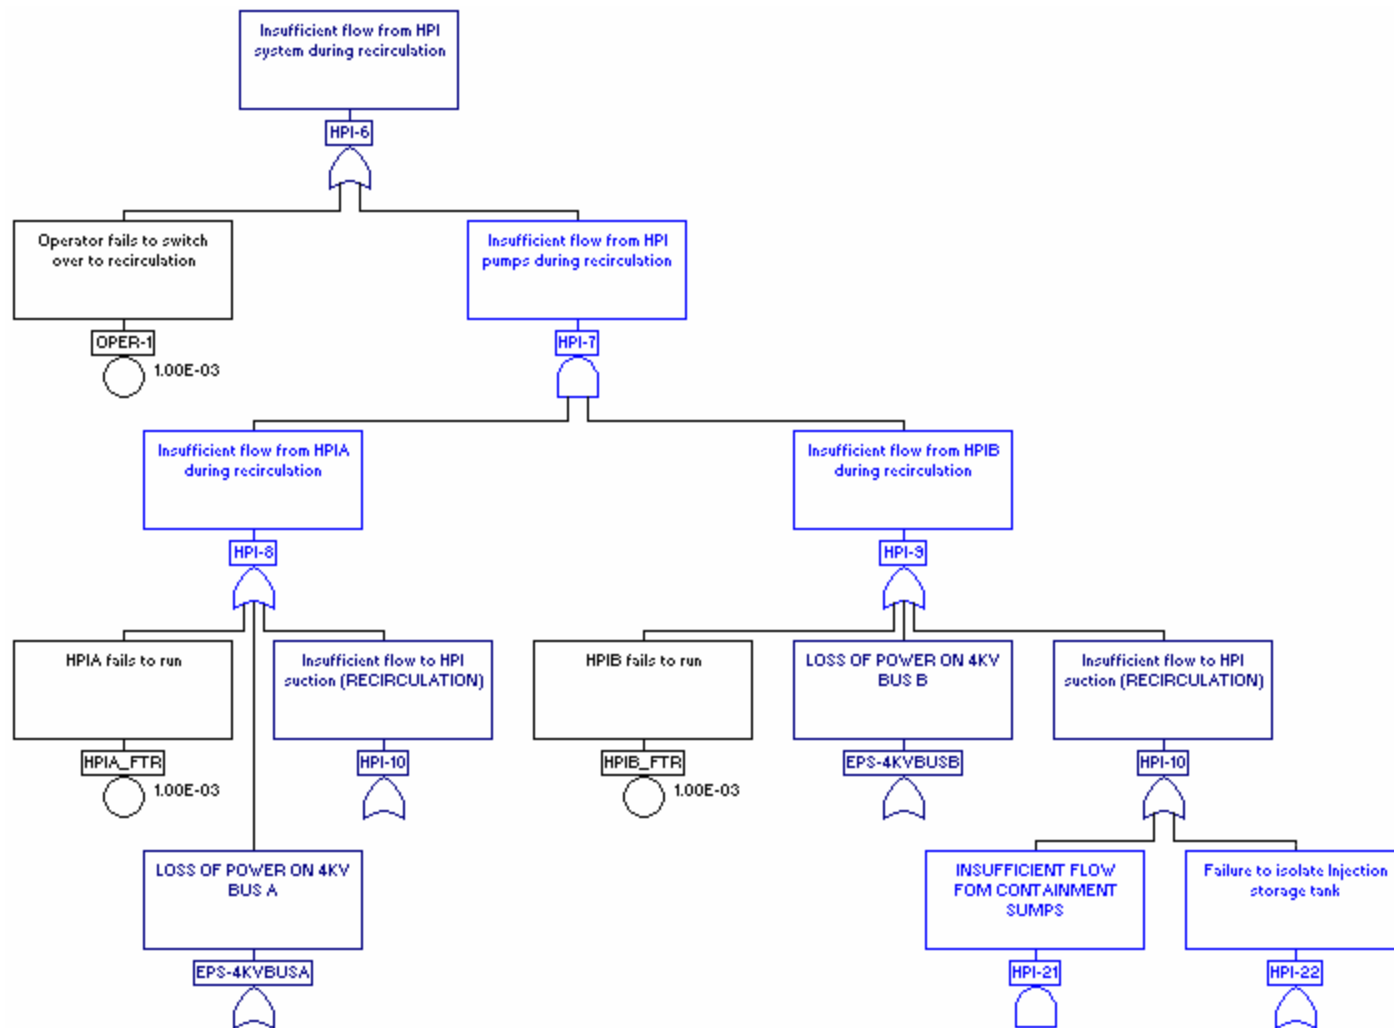 Insufficient flow from HPI
system during recirculation
HPI-6
Operator fails to switch
over to recirculation
OPER-1
1.00E-03
Insufficient flow from HPI
pumps during recirculation
HPI-7
Insufficient flow from HPIA
during recirculation
HPI-8
Insufficient flow from HPIB
during recirculation
HPI-9
HPIA fails to run
HPIA_FTR
1.00E-03
Insufficient flow to HPI
suction (RECIRCULATION)
HPI-10
HPIB fails to run
HPIB_FTR
1.00E-03
LOSS OF POWER ON 4KV
BUS B
EPS-4KVBUSB
Insufficient flow to HPI
suction (RECIRCULATION)
HPI-10
LOSS OF POWER ON 4KV
BUS A
EPS-4KVBUSA
INSUFFICIENT FLOW
FOM CONTAINMENT
SUMPS
HPI-21
Failure to isolate Injection
storage tank
HPI-22